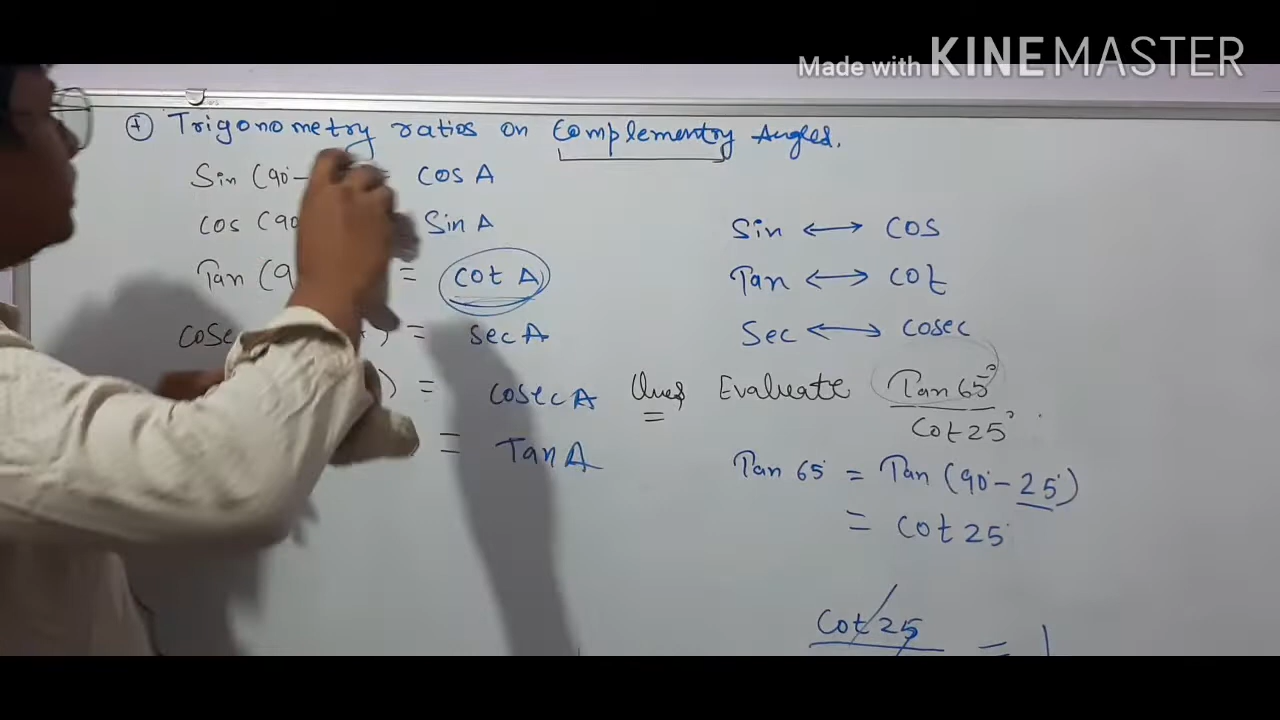 Made with KINEMASTER
④ Trigonometry ratios on Complementry Angles.
Sin (90- = COS A
cos (90 Sin A
Tan (9 = Cot A
Cosec ) = Sec A
) = Cosec A
= Tan A
Sin ↔ COS
Tan ↔ Cot
Sec ↔ Cosec
Ques Evaluate Tan 65°
Cot 25°
Tan 65° = Tan (90° - 25°)
= Cot 25°
Cot 25 = 1